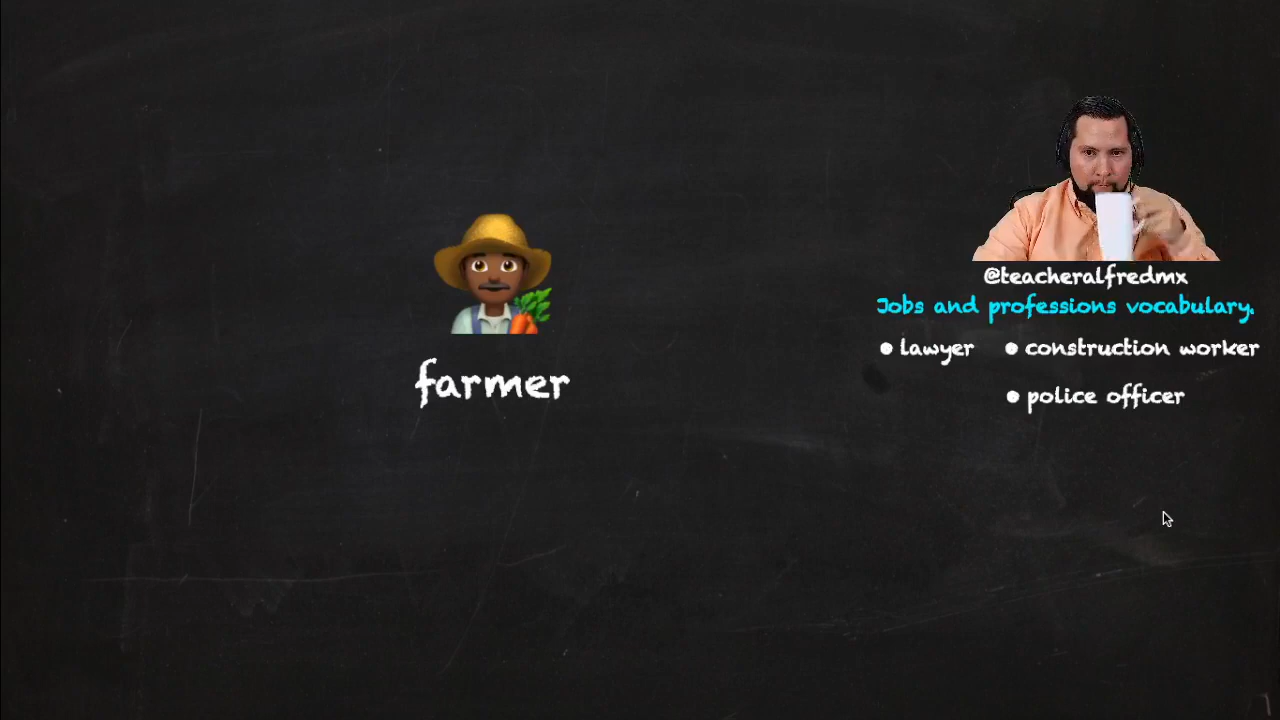 farmer
@teacheralfredmx
Jobs and professions vocabulary.
• lawyer
• construction worker
• police officer